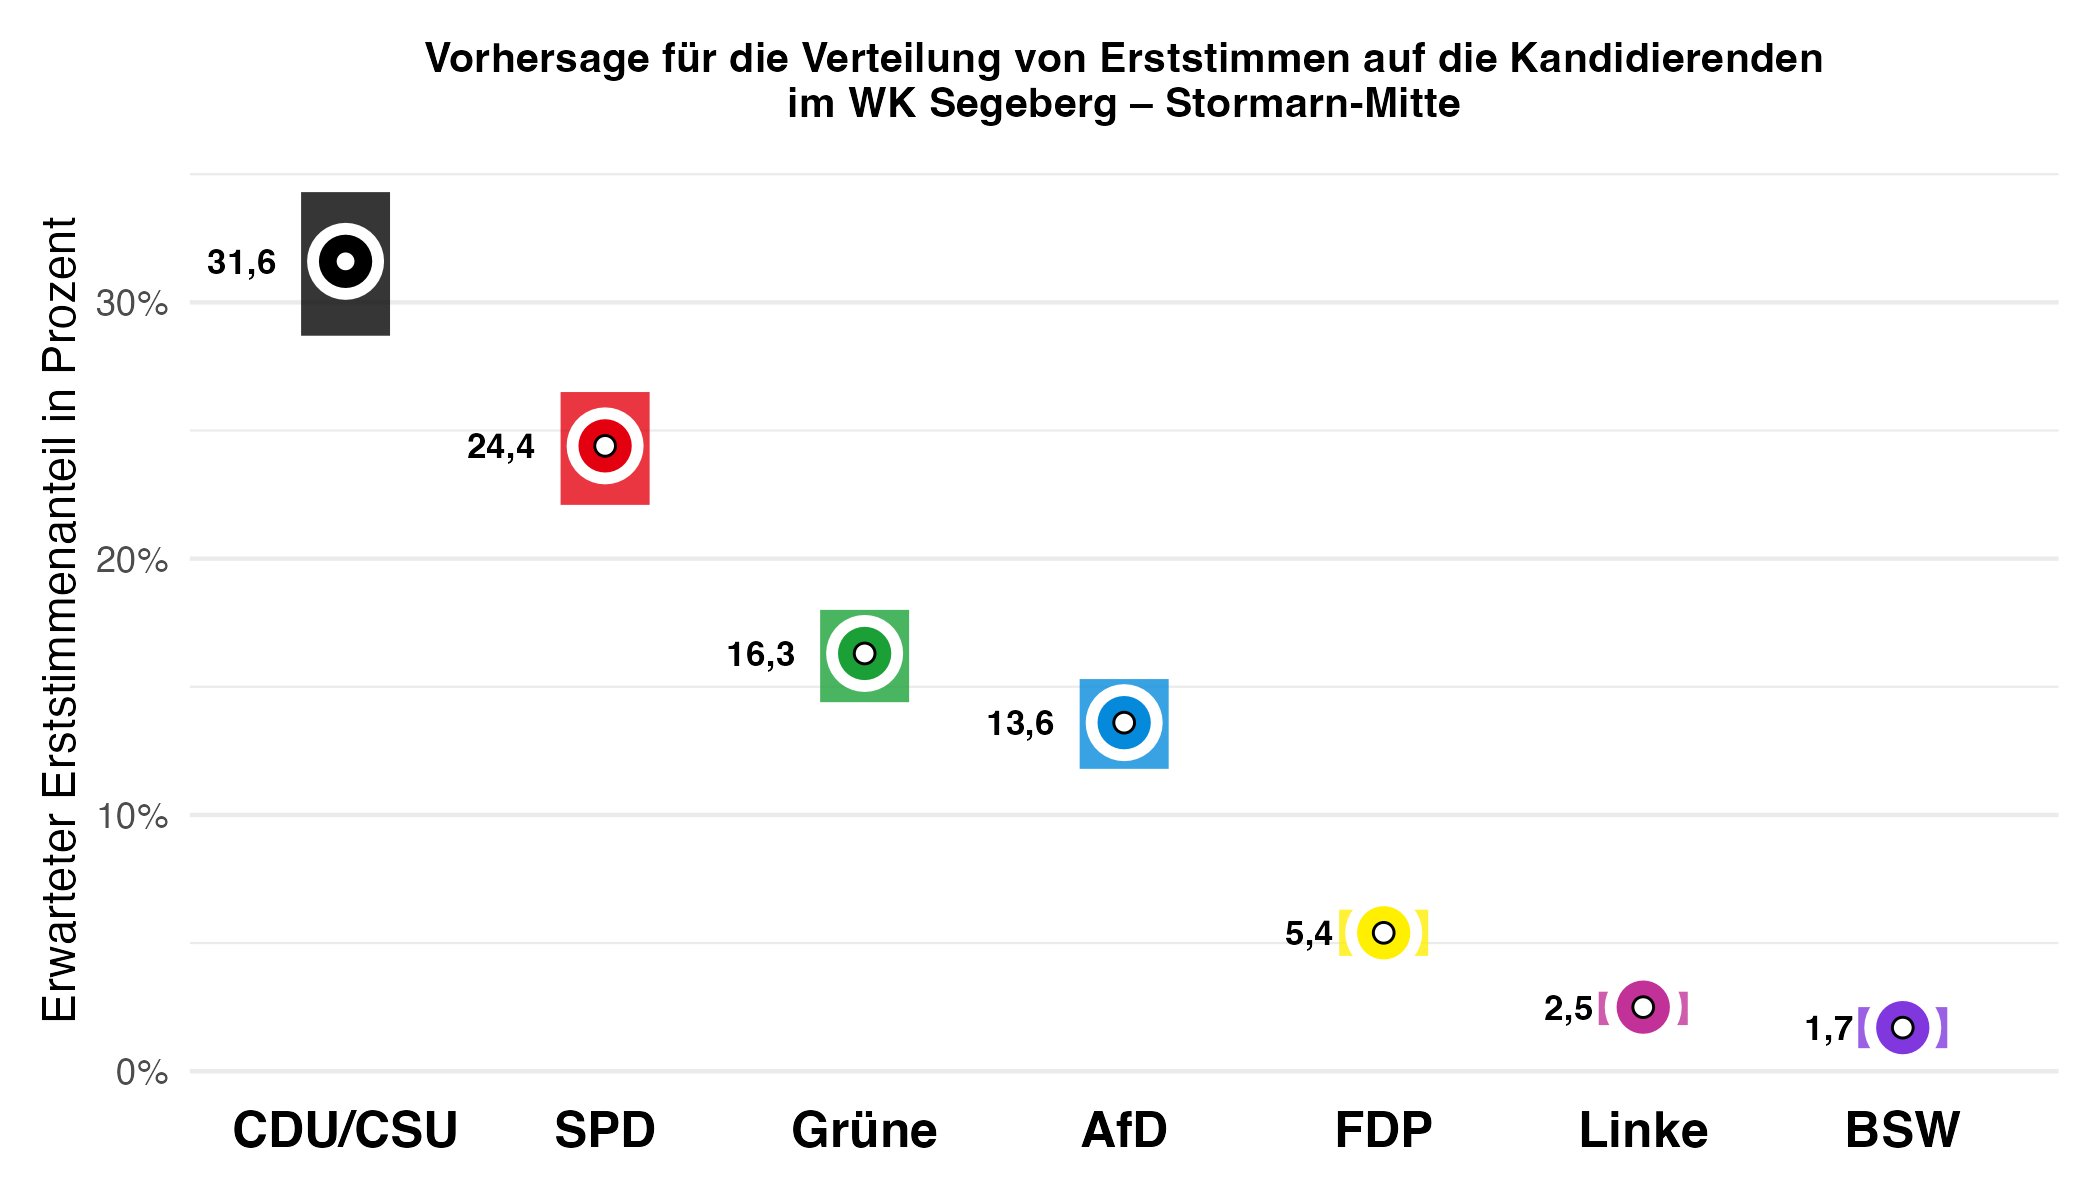 Vorhersage für die Verteilung von Erststimmen auf die Kandidierenden
im WK Segeberg – Stormarn-Mitte
Erwarteter Erststimmenanteil in Prozent
30%
20%
10%
0%
31,6
24,4
16,3
13,6
5,4
2,5
1,7
CDU/CSU
SPD
Grüne
AfD
FDP
Linke
BSW